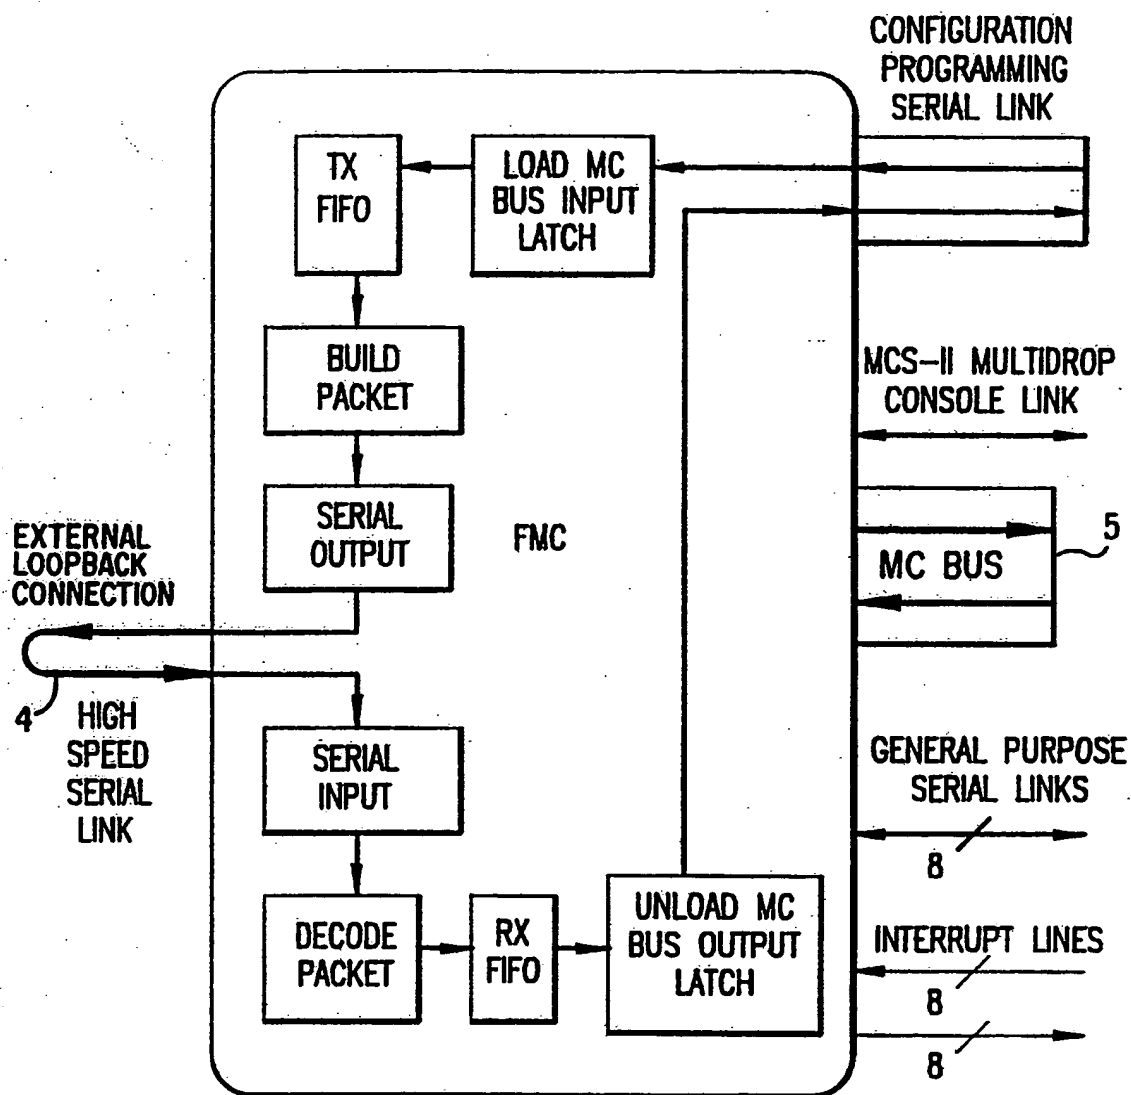 CONFIGURATION
PROGRAMMING
SERIAL LINK
TX
FIFO
LOAD MC
BUS INPUT
LATCH
BUILD
PACKET
MCS-II MULTIDROP
CONSOLE LINK
SERIAL
OUTPUT
FMC
MC BUS
5
EXTERNAL
LOOPBACK
CONNECTION
4
HIGH
SPEED
SERIAL
LINK
SERIAL
INPUT
GENERAL PURPOSE
SERIAL LINKS
8
DECODE
PACKET
RX
FIFO
UNLOAD MC
BUS OUTPUT
LATCH
INTERRUPT LINES
8
8